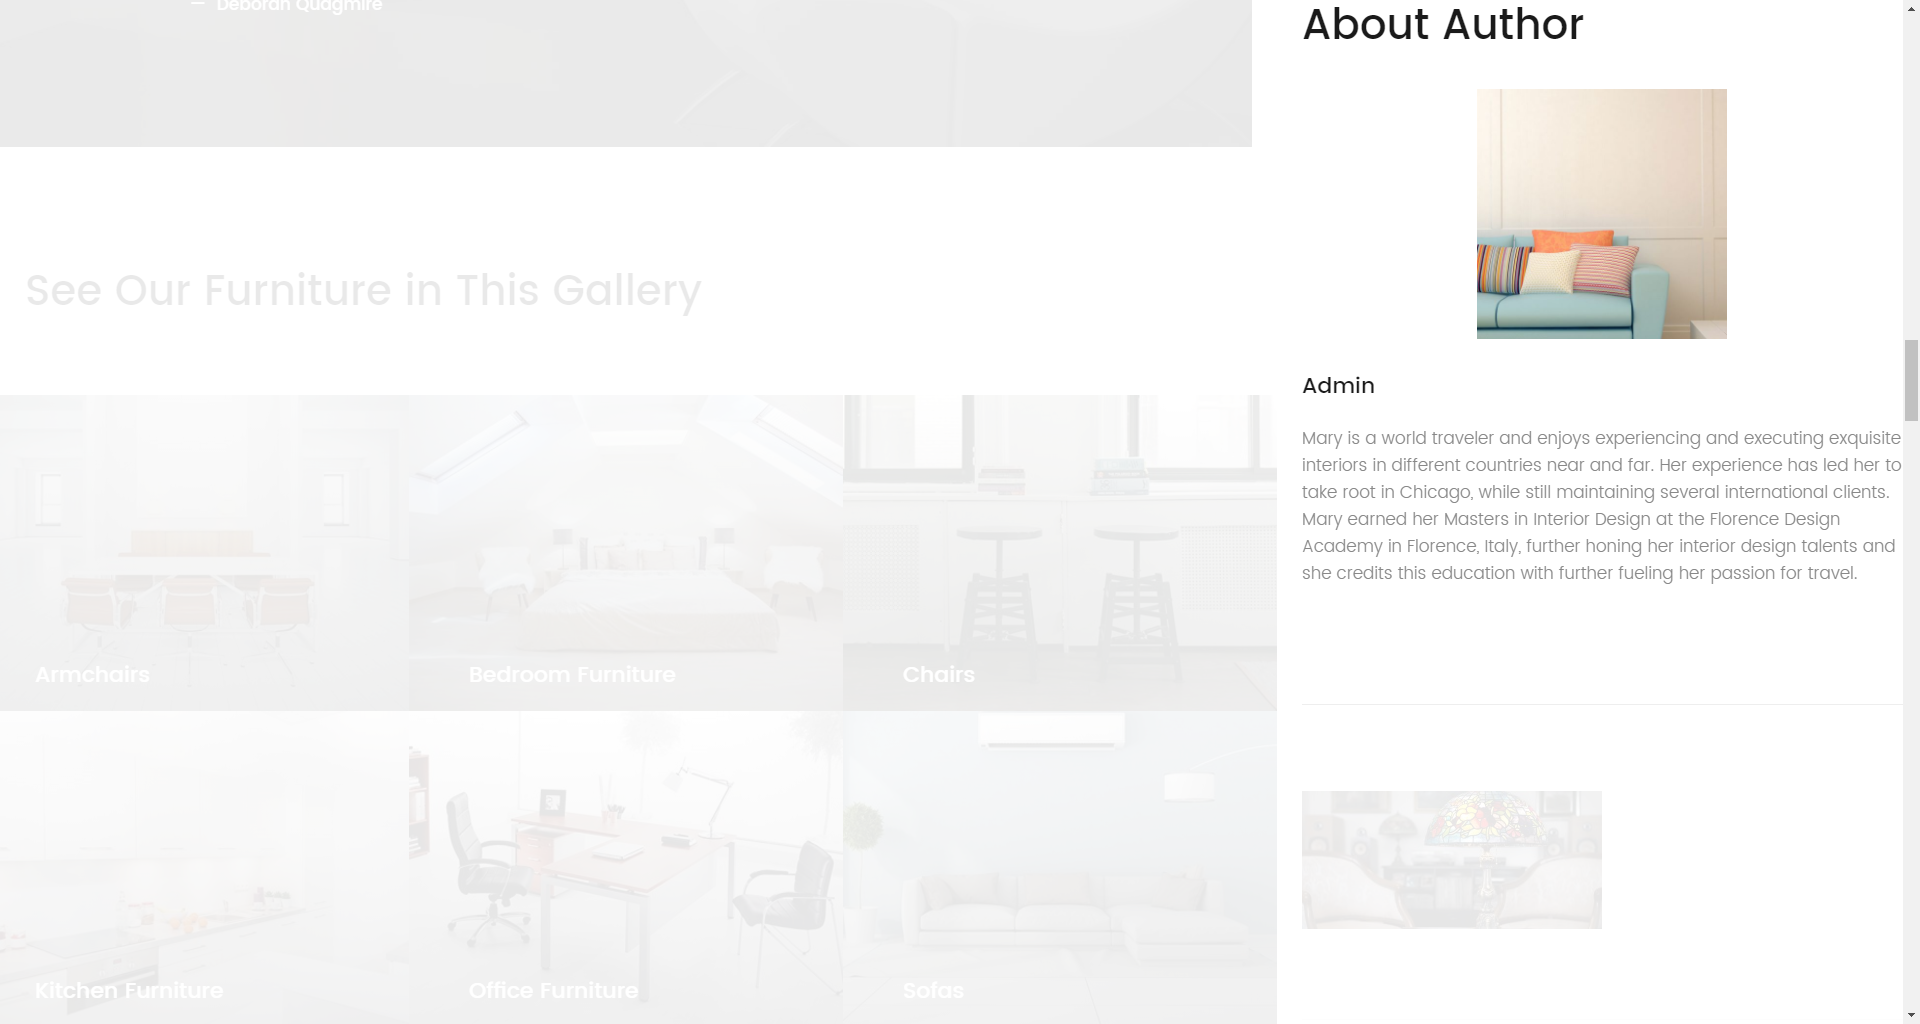 — Deborah Quagmire
See Our Furniture in This Gallery
Armchairs
Bedroom Furniture
Chairs
Kitchen Furniture
Office Furniture
Sofas
About Author
Admin
Mary is a world traveler and enjoys experiencing and executing exquisite
interiors in different countries near and far. Her experience has led her to
take root in Chicago, while still maintaining several international clients.
Mary earned her Masters in Interior Design at the Florence Design
Academy in Florence, Italy, further honing her interior design talents and
she credits this education with further fueling her passion for travel.